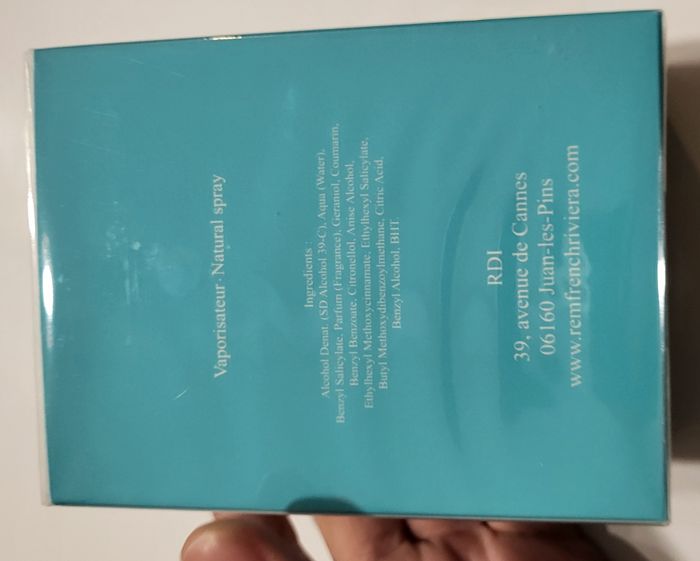 Vaporisateur . Natural spray
Ingredients :
Alcohol Denat. (SD Alcohol 39-C), Aqua (Water),
Benzyl Salicylate, Parfum (Fragrance), Geraniol, Coumarin,
Benzyl Benzoate, Citronellol, Anise Alcohol,
Ethylhexyl Methoxycinnamate, Ethylhexyl Salicylate,
Butyl Methoxydibenzoylmethane, Citric Acid,
Benzyl Alcohol, BHT.
RDI
39, avenue de Cannes
06160 Juan-les-Pins
www.remfrenchriviera.com